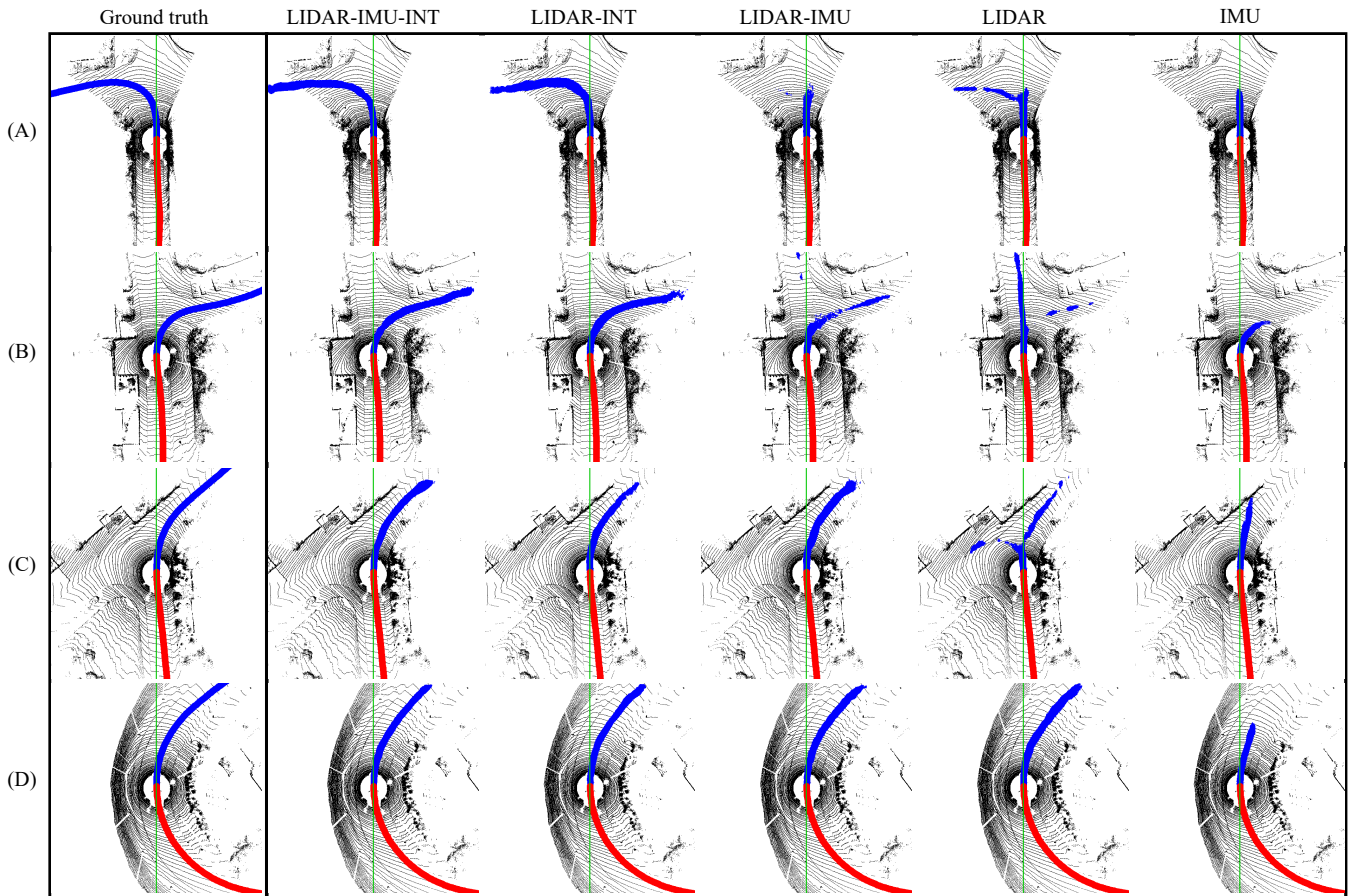 Ground truth LIDAR-IMU-INT LIDAR-INT LIDAR-IMU LIDAR IMU
(A)
(B)
(C)
(D)